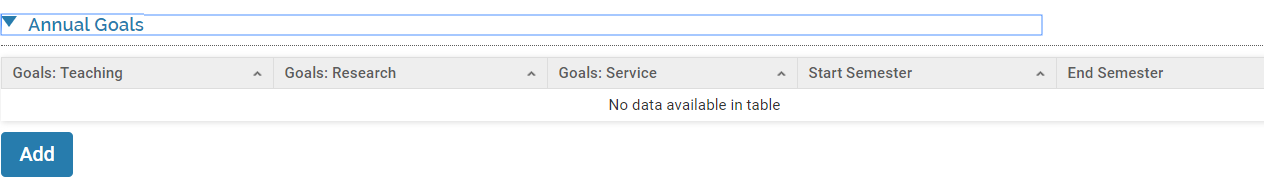 Annual Goals
Goals: Teaching Goals: Research Goals: Service Start Semester End Semester
No data available in table
Add